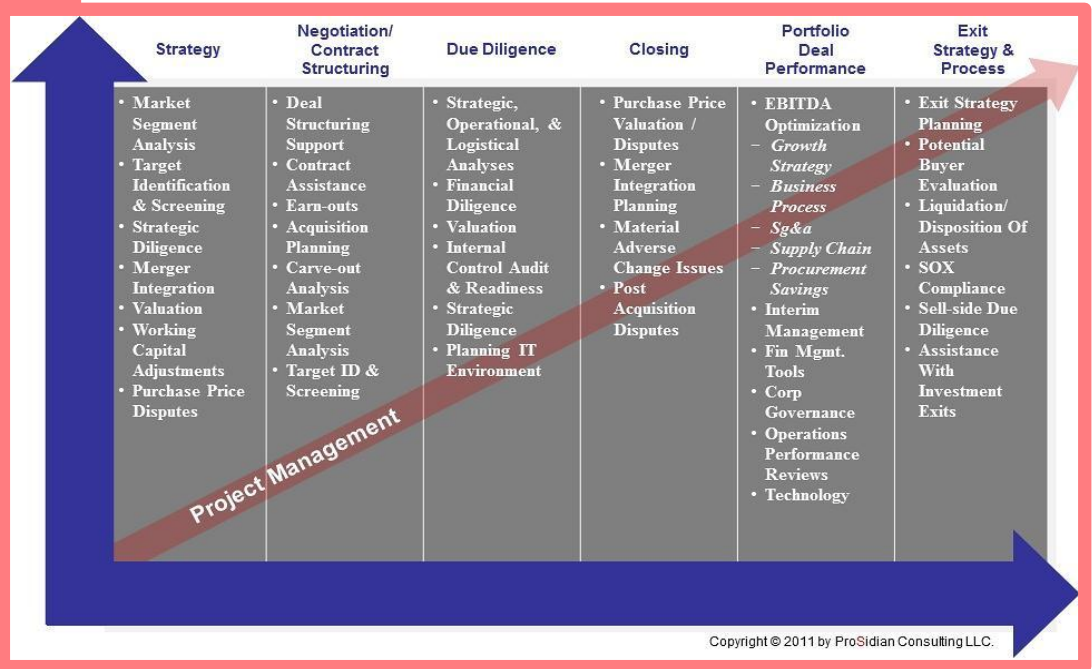 Strategy
Negotiation/
Contract
Structuring
Due Diligence
Closing
Portfolio
Deal
Performance
Exit
Strategy &
Process
• Market
Segment
Analysis
• Target
Identification
& Screening
• Strategic
Diligence
• Merger
Integration
• Valuation
• Working
Capital
Adjustments
• Purchase Price
Disputes
• Deal
Structuring
Support
• Contract
Assistance
• Earn-outs
• Acquisition
Planning
• Carve-out
Analysis
• Market
Segment
Analysis
• Target ID &
Screening
• Strategic,
Operational, &
Logistical
Analyses
• Financial
Diligence
• Valuation
• Internal
Control Audit
& Readiness
• Strategic
Diligence
• Planning IT
Environment
• Purchase Price
Valuation /
Disputes
• Merger
Integration
Planning
• Material
Adverse
Change Issues
• Post
Acquisition
Disputes
• EBITDA
Optimization
– Growth
Strategy
– Business
Process
– Sg&a
– Supply Chain
– Procurement
Savings
• Interim
Management
• Fin Mgmt.
Tools
• Corp
Governance
• Operations
Performance
Reviews
• Technology
• Exit Strategy
Planning
• Potential
Buyer
Evaluation
• Liquidation/
Disposition Of
Assets
• SOX
Compliance
• Sell-side Due
Diligence
• Assistance
With
Investment
Exits
Project Management
Copyright © 2011 by ProSidian Consulting LLC.